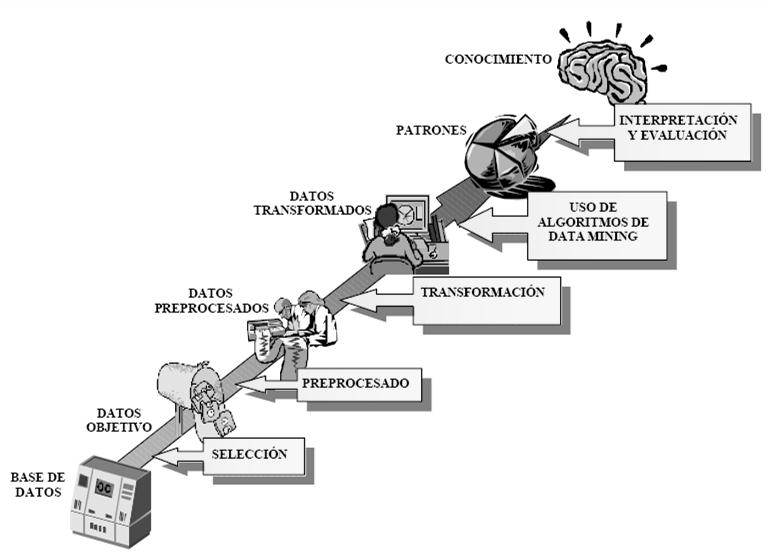 CONOCIMIENTO
INTERPRETACIÓN
Y EVALUACIÓN
PATRONES
USO DE
ALGORITMOS DE
DATA MINING
DATOS
TRANSFORMADOS
TRANSFORMACIÓN
DATOS
PREPROCESADOS
PREPROCESADO
DATOS
OBJETIVO
SELECCIÓN
BASE DE
DATOS